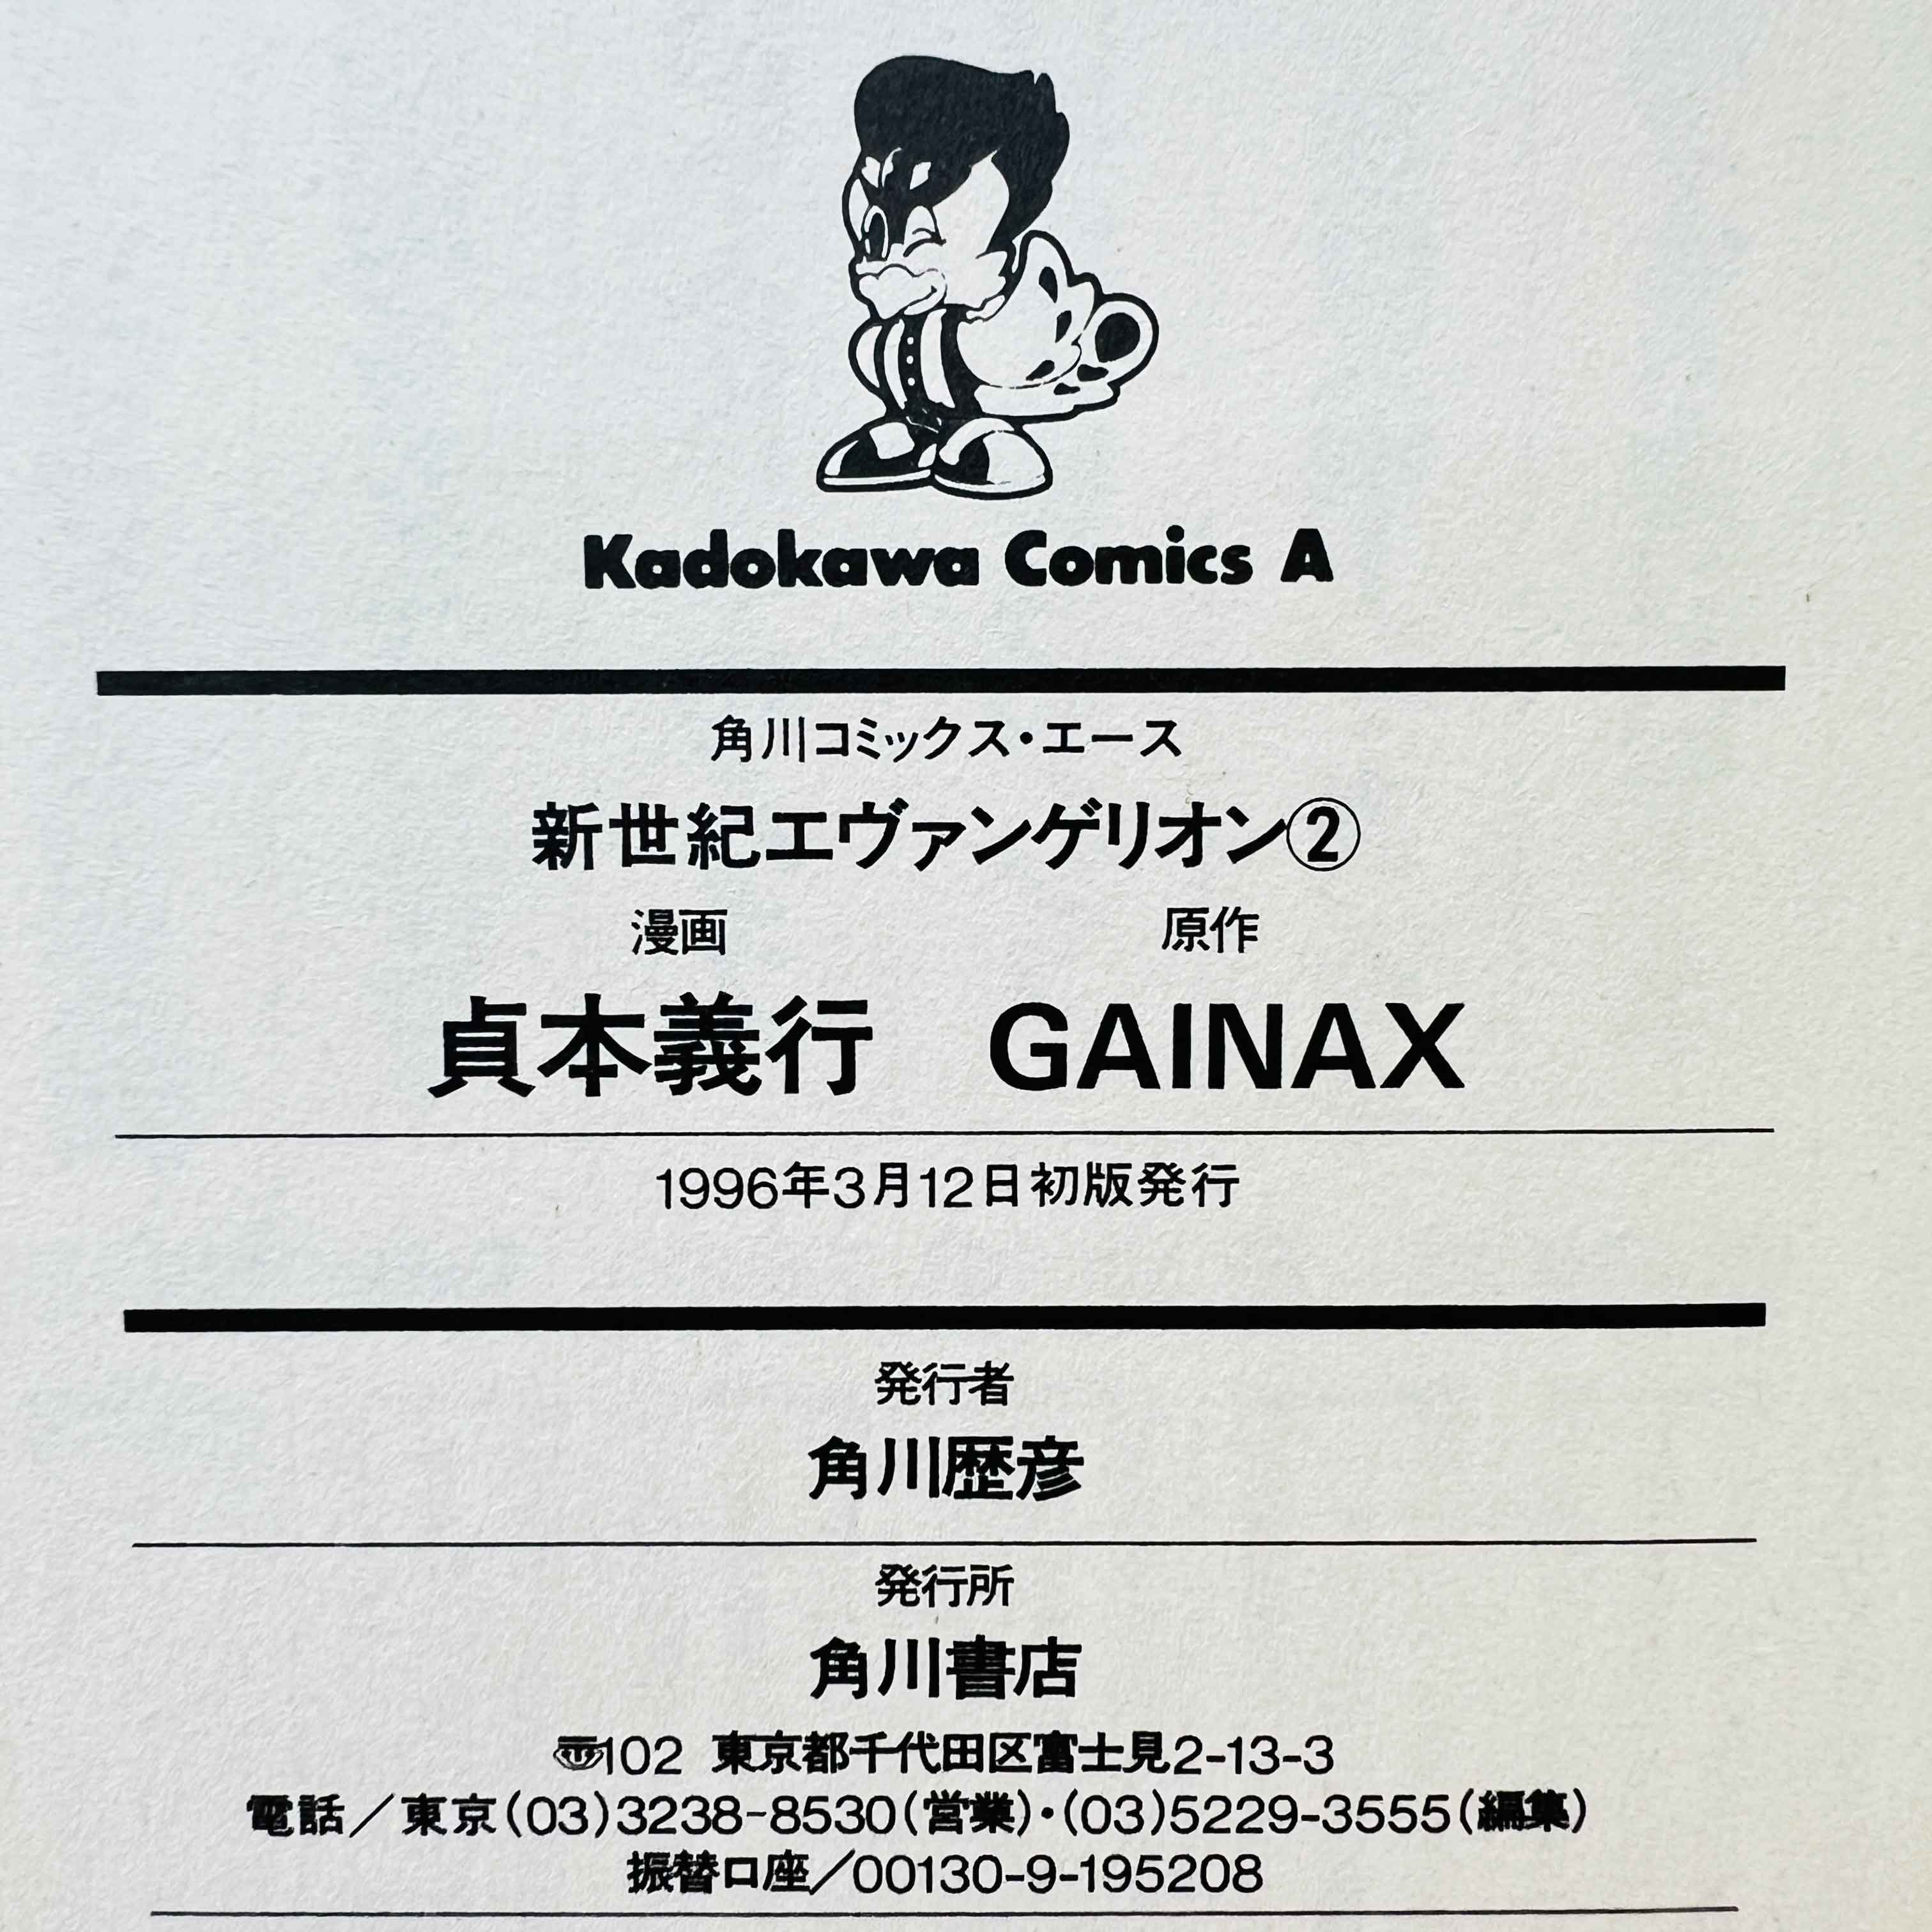 Kadokawa Comics A
角川コミックス・エース
新世紀エヴァンゲリオン②
漫画 原作
貞本義行 GAINAX
1996年3月12日初版発行
発行者
角川歴彦
発行所
角川書店
〠102 東京都千代田区富士見2-13-3
電話／東京(03)3238-8530(営業)・(03)5229-3555(編集)
振替口座／00130-9-195208